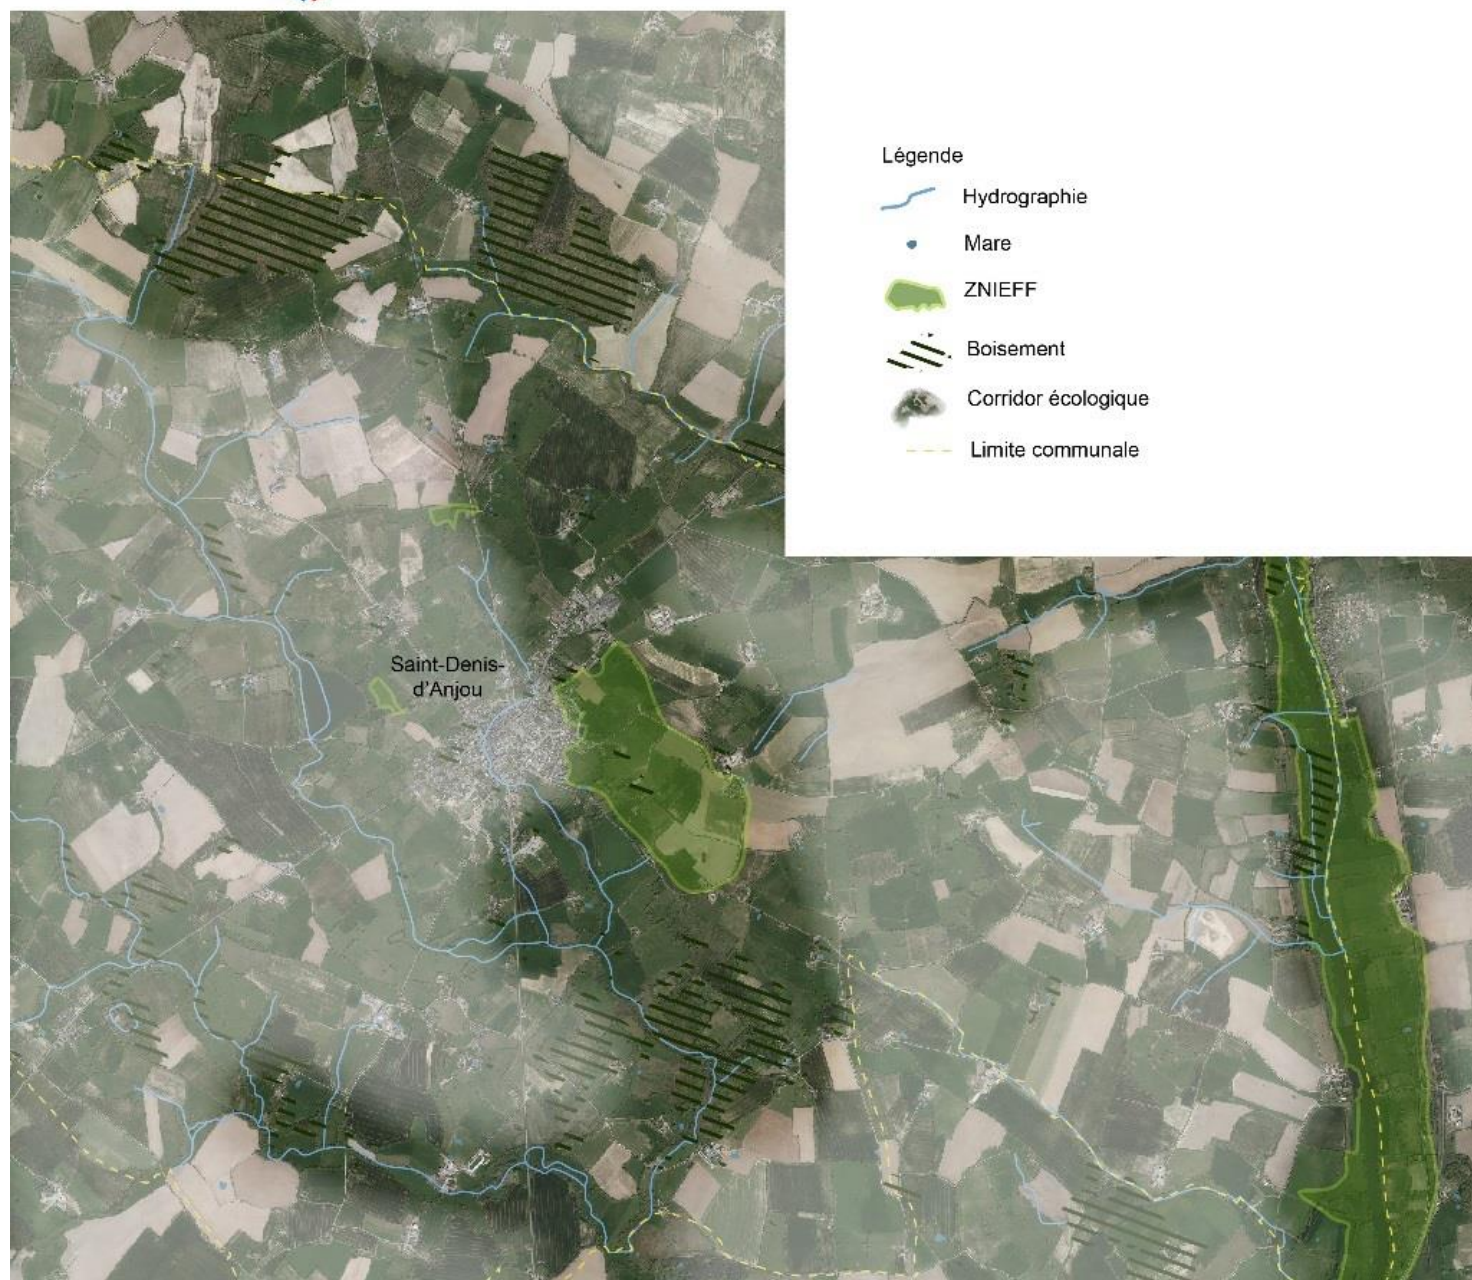 Légende
Hydrographie
Mare
ZNIEFF
Boisement
Corridor écologique
Limite communale
Saint-Denis-
d'Anjou